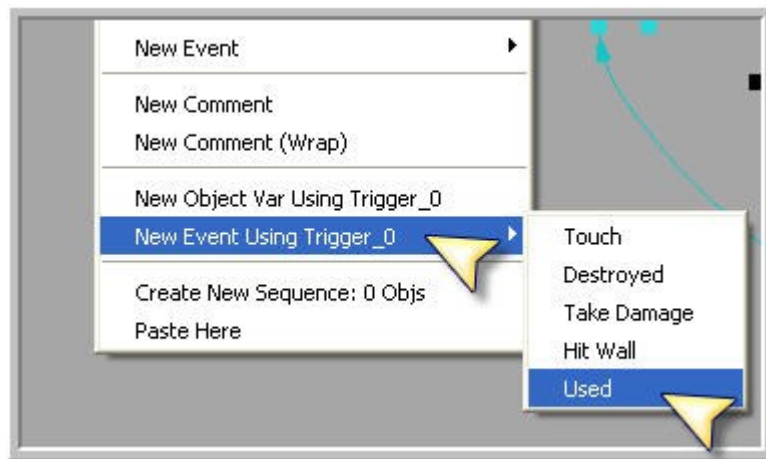 New Event
New Comment
New Comment (Wrap)
New Object Var Using Trigger_0
New Event Using Trigger_0
Create New Sequence: 0 Objs
Paste Here
Touch
Destroyed
Take Damage
Hit Wall
Used